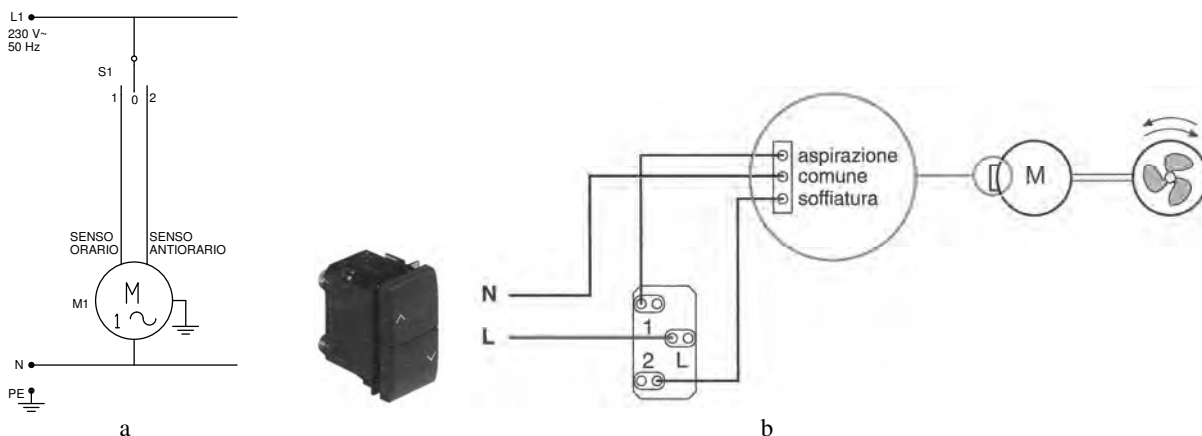 L1
230 V~
50 Hz
S1
1 0 2
SENSO
ORARIO
SENSO
ANTIORARIO
M1
M
1
N
PE
a
N
L
1
L
2
aspirazione
comune
soffiatura
M
b